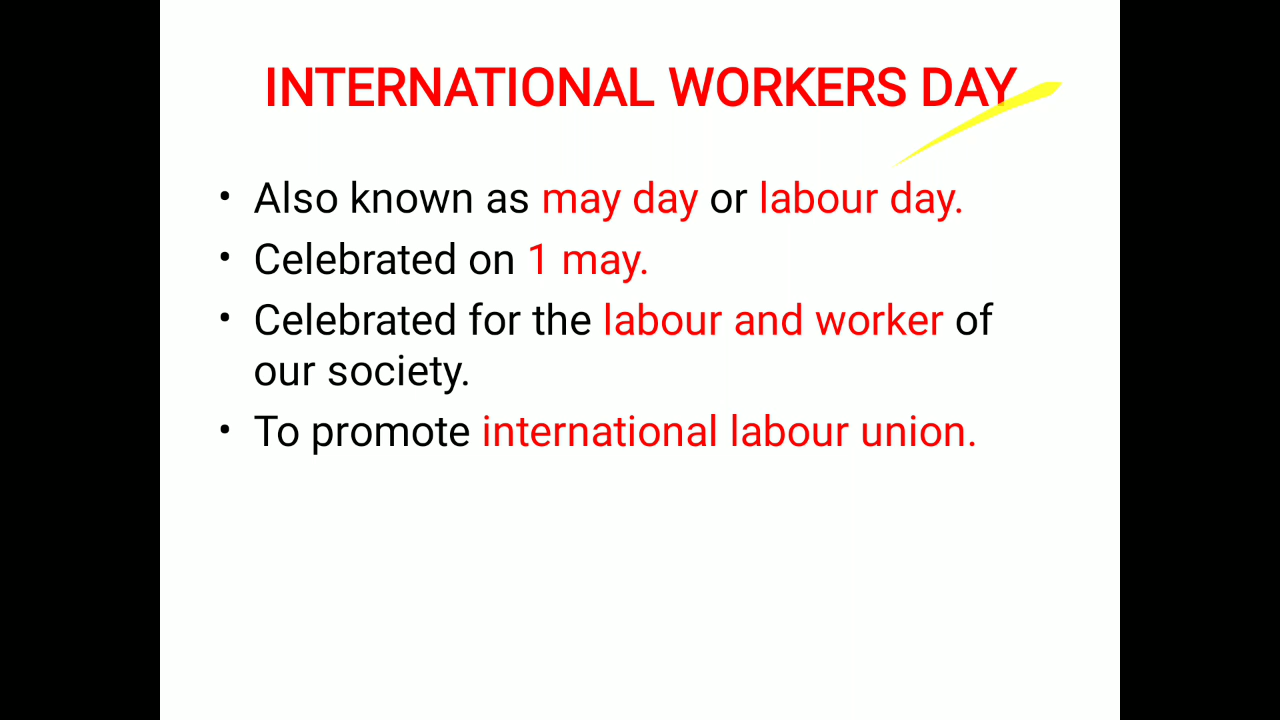 INTERNATIONAL WORKERS DAY
• Also known as may day or labour day.
• Celebrated on 1 may.
• Celebrated for the labour and worker of
our society.
• To promote international labour union.